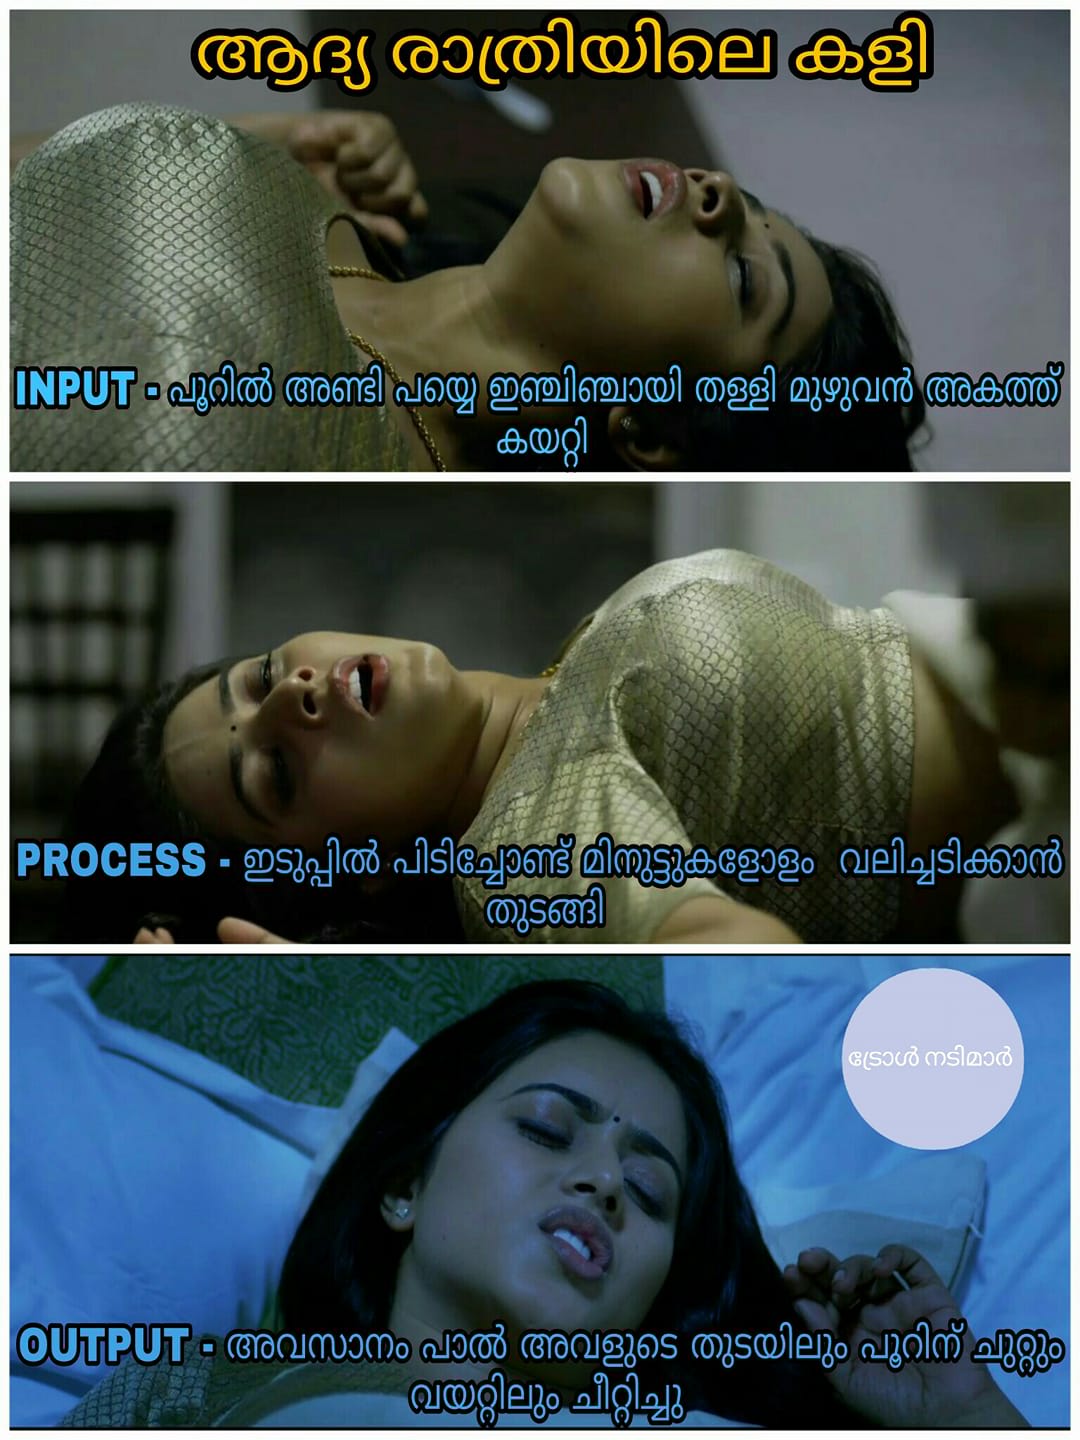 ആദ്യ രാത്രിയിലെ കളി
INPUT - പൂറിൽ അണ്ടി പയ്യെ ഇഞ്ചിഞ്ചായി തള്ളി മുഴുവൻ അകത്ത്
കയറ്റി
PROCESS - ഇടുപ്പിൽ പിടിച്ചോണ്ട് മിനുട്ടുകളോളം വലിച്ചടിക്കാൻ
തുടങ്ങി
ട്രോൾ നടിമാർ
OUTPUT - അവസാനം പാൽ അവളുടെ തുടയിലും പൂറിന് ചുറ്റും
വയറ്റിലും ചീറ്റിച്ചു